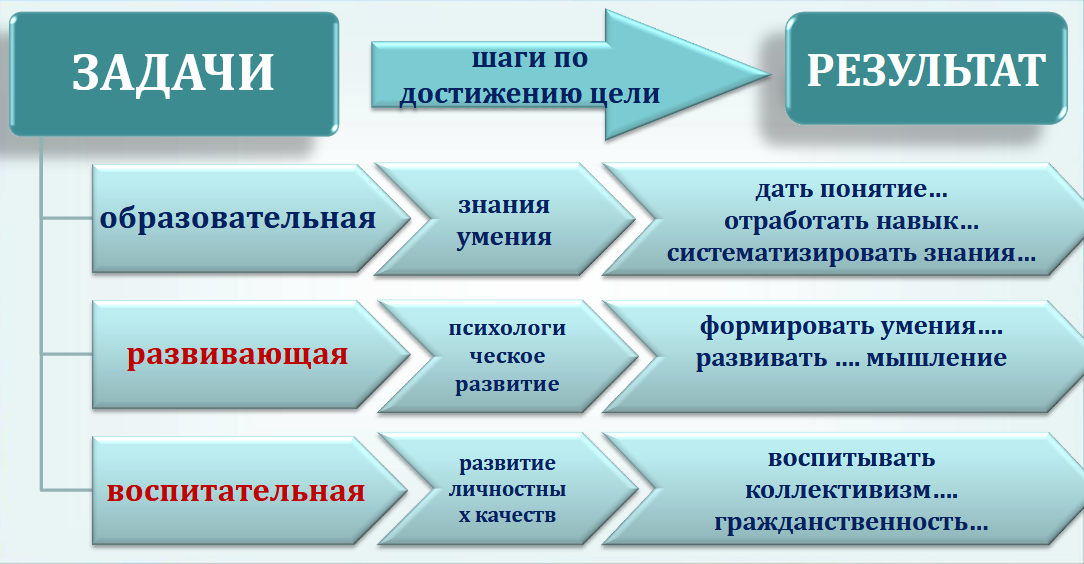 ЗАДАЧИ
шаги по
достижению цели
РЕЗУЛЬТАТ
образовательная
знания
умения
дать понятие...
отработать навык...
систематизировать знания...
развивающая
психологи
ческое
развитие
формировать умения....
развивать .... мышление
воспитательная
развитие
личностны
х качеств
воспитывать
коллективизм....
гражданственность...